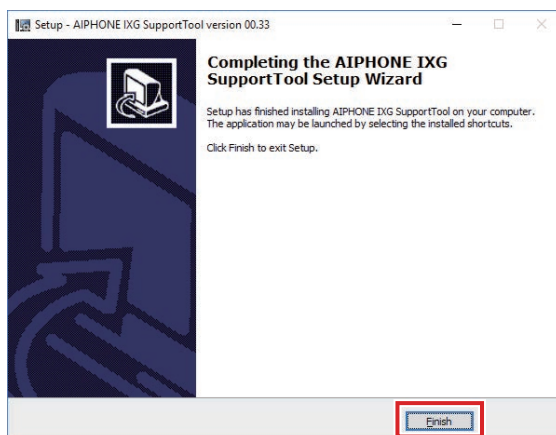 Setup - AIPHONE IXG SupportTool version 00.33
Completing the AIPHONE IXG
SupportTool Setup Wizard
Setup has finished installing AIPHONE IXG SupportTool on your computer.
The application may be launched by selecting the installed shortcuts.
Click Finish to exit Setup.
Finish